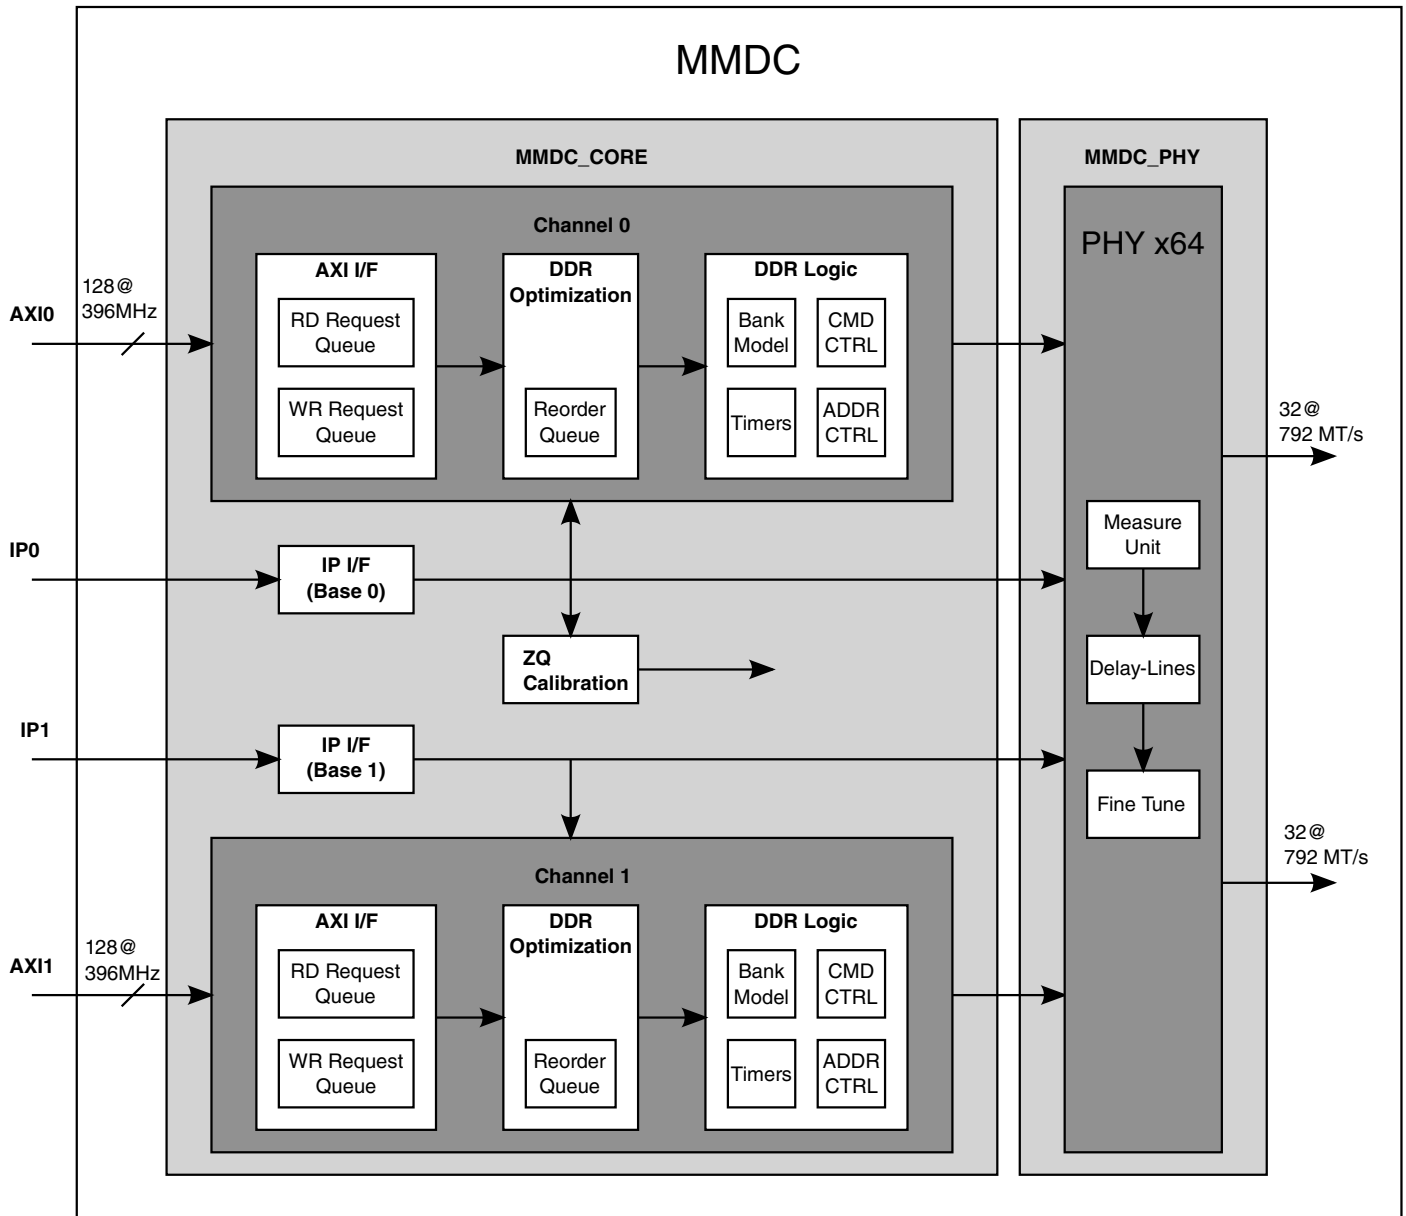 MMDC
MMDC_CORE
MMDC_PHY
Channel 0
PHY x64
AXI I/F
DDR
Optimization
DDR Logic
128@
396MHz
AXI0
RD Request
Queue
Bank
Model
CMD
CTRL
WR Request
Queue
Reorder
Queue
Timers
ADDR
CTRL
32@
792 MT/s
Measure
Unit
IP0
IP I/F
(Base 0)
ZQ
Calibration
Delay-Lines
IP1
IP I/F
(Base 1)
Fine Tune
32@
792 MT/s
Channel 1
AXI I/F
DDR
Optimization
DDR Logic
128@
396MHz
AXI1
RD Request
Queue
Bank
Model
CMD
CTRL
WR Request
Queue
Reorder
Queue
Timers
ADDR
CTRL